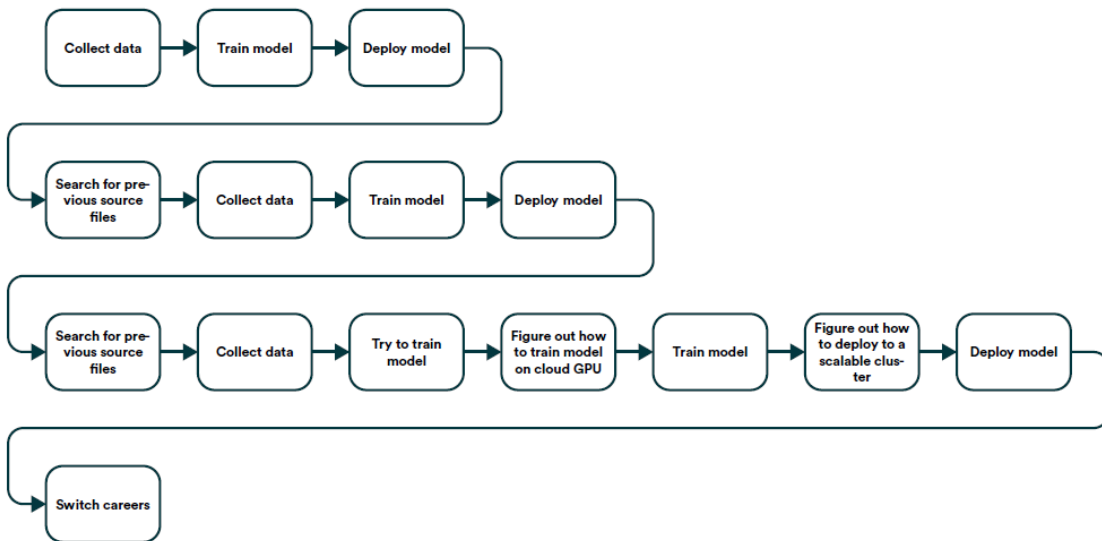 Collect data
Train model
Deploy model
Search for pre-
vious source
files
Collect data
Train model
Deploy model
Search for pre-
vious source
files
Collect data
Try to train
model
Figure out how
to train model
on cloud GPU
Train model
Figure out how
to deploy to a
scalable clus-
ter
Deploy model
Switch careers